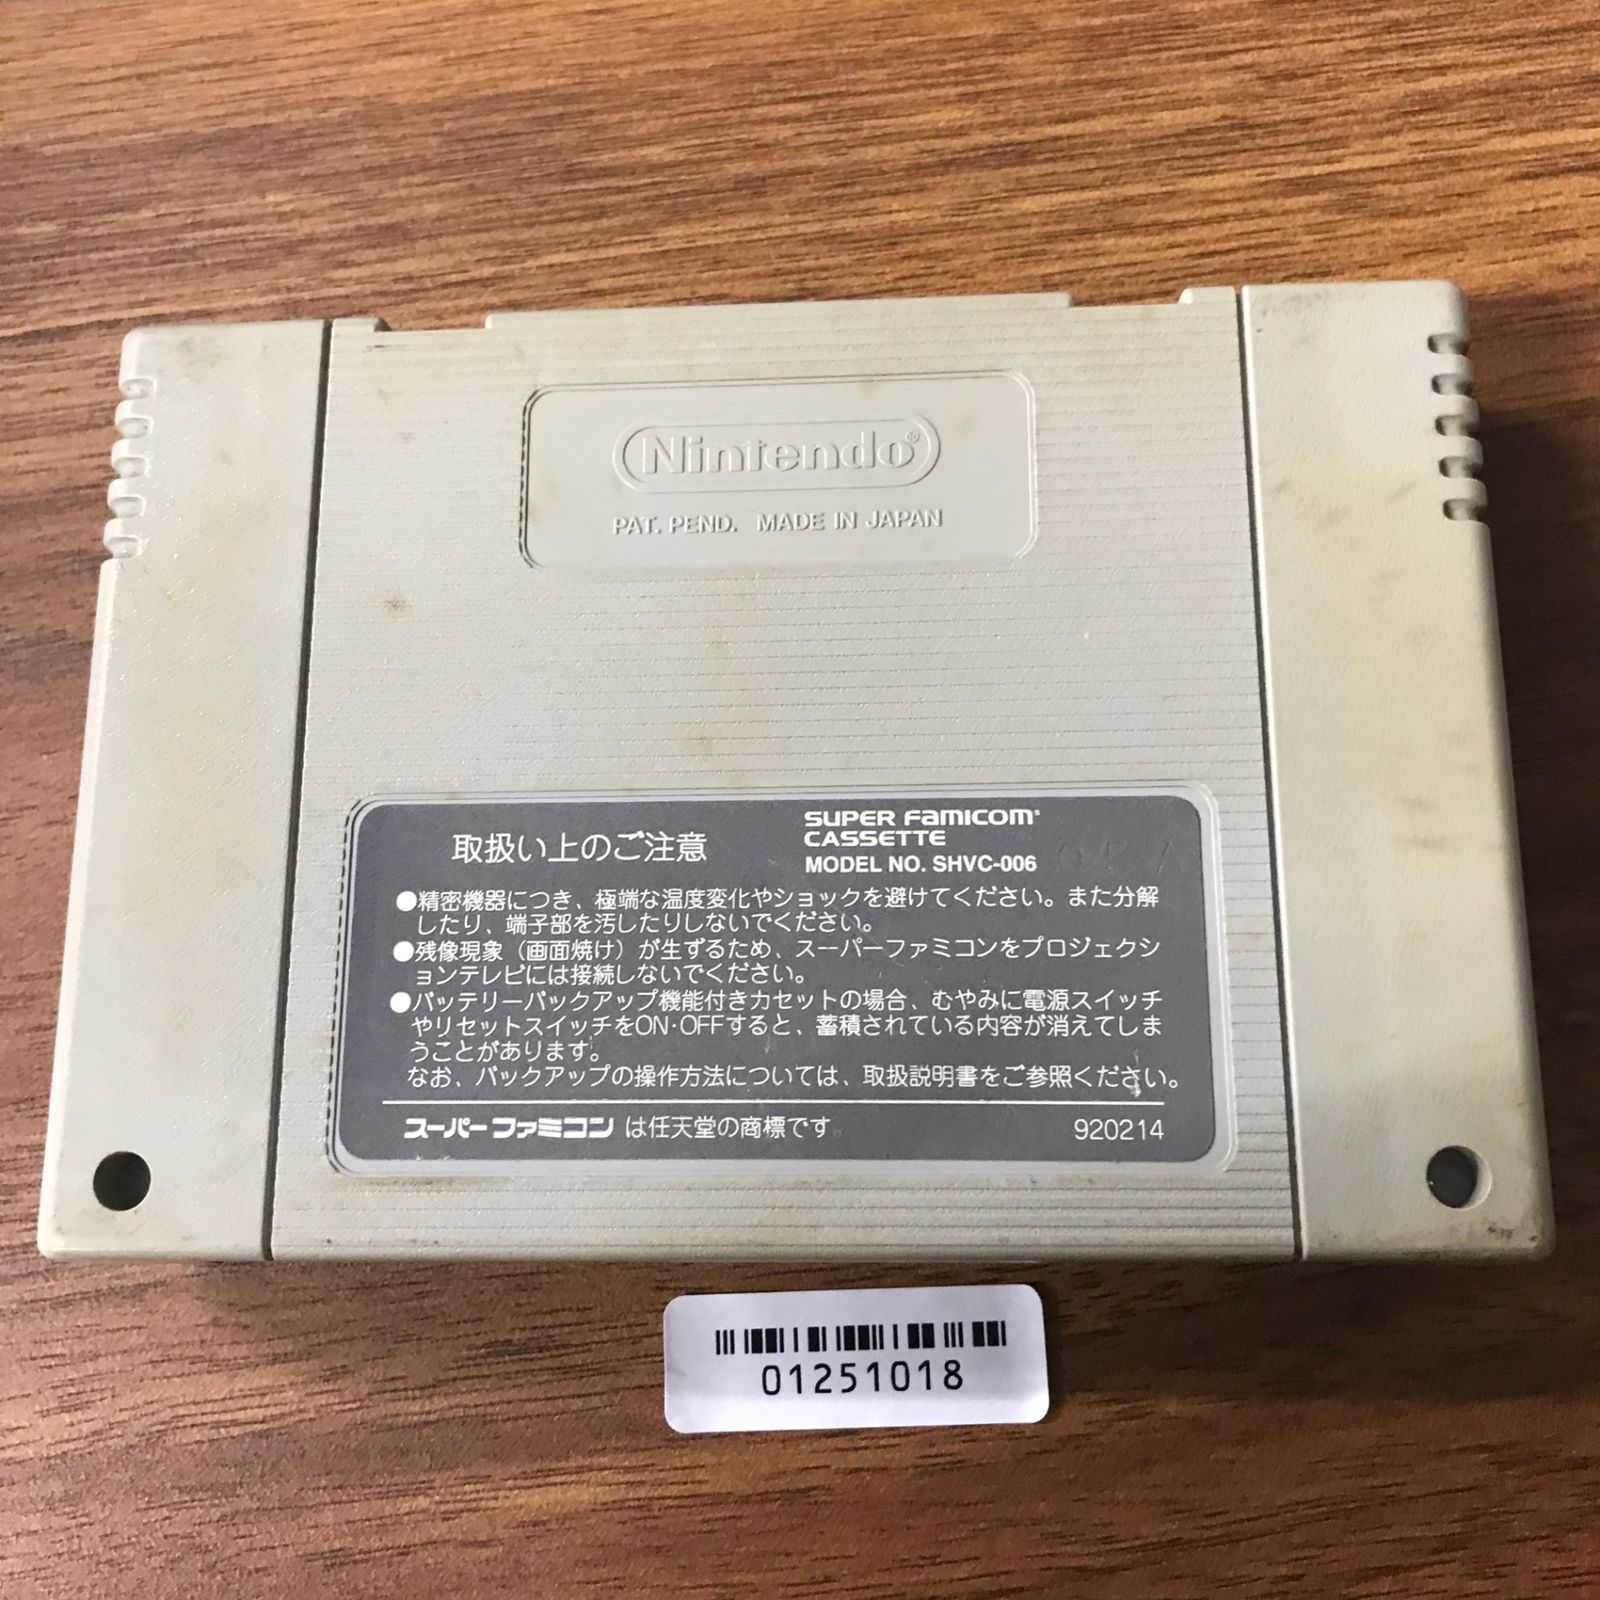 Nintendo®
PAT. PEND. MADE IN JAPAN
取扱い上のご注意
SUPER FAMICOM®
CASSETTE
MODEL NO. SHVC-006
●精密機器につき、極端な温度変化やショックを避けてください。また分解
したり、端子部を汚したりしないでください。
●残像現象（画面焼け）が生ずるため、スーパーファミコンをプロジェクシ
ョンテレビには接続しないでください。
●バッテリーバックアップ機能付きカセットの場合、むやみに電源スイッチ
やリセットスイッチをON･OFFすると、蓄積されている内容が消えてしま
うことがあります。
なお、バックアップの操作方法については、取扱説明書をご参照ください。
スーパーファミコン は任天堂の商標です。
920214
01251018